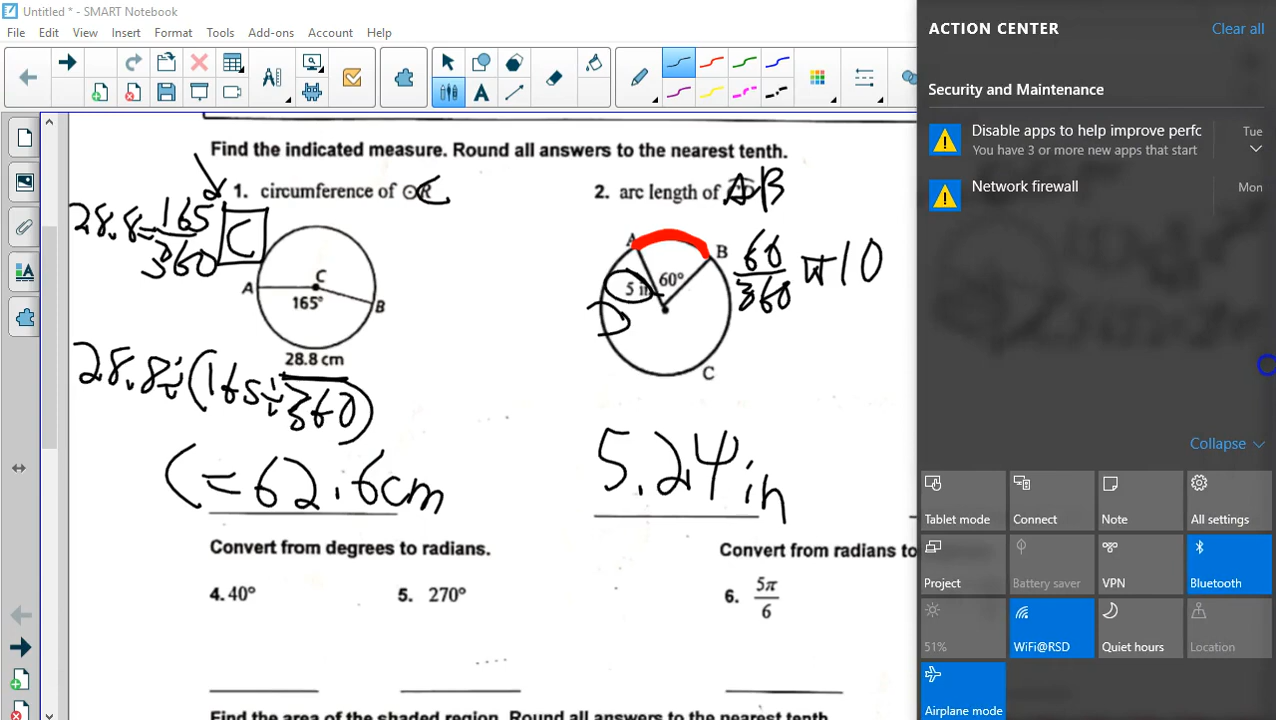 Untitled * - SMART Notebook
File Edit View Insert Format Tools Add-ons Account Help
Find the indicated measure. Round all answers to the nearest tenth.
1. circumference of ⊙C
2. arc length of AB
28.8 = 165/360 C
C
A
165°
B
28.8 cm
28.8 ÷ (165 ÷ 360)
C = 62.6cm
A
B
60°
5 in
C
60/360 π 10
5.24 in
Convert from degrees to radians.
Convert from radians to
4. 40°
5. 270°
6. 5π/6
Find the area of the shaded region. Round all answers to the nearest tenth.
ACTION CENTER
Clear all
Security and Maintenance
Disable apps to help improve perfc
Tue
You have 3 or more new apps that start
Network firewall
Mon
Collapse
Tablet mode
Connect
Note
All settings
Project
Battery saver
VPN
Bluetooth
51%
WiFi@RSD
Quiet hours
Location
Airplane mode